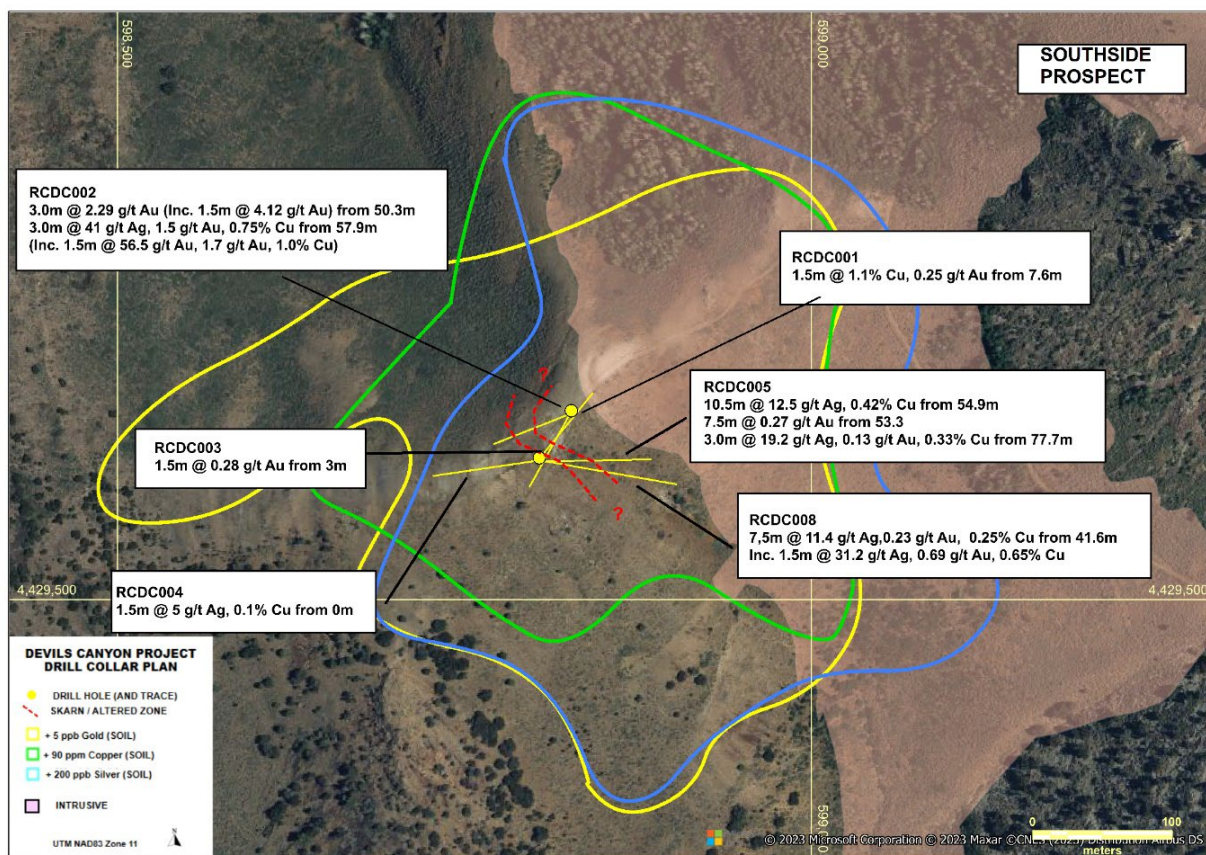 598,500
599,000
SOUTHSIDE
PROSPECT
RCDC002
3.0m @ 2.29 g/t Au (Inc. 1.5m @ 4.12 g/t Au) from 50.3m
3.0m @ 41 g/t Ag, 1.5 g/t Au, 0.75% Cu from 57.9m
(Inc. 1.5m @ 56.5 g/t Au, 1.7 g/t Au, 1.0% Cu)
RCDC001
1.5m @ 1.1% Cu, 0.25 g/t Au from 7.6m
?
RCDC005
10.5m @ 12.5 g/t Ag, 0.42% Cu from 54.9m
7.5m @ 0.27 g/t Au from 53.3
3.0m @ 19.2 g/t Ag, 0.13 g/t Au, 0.33% Cu from 77.7m
RCDC003
1.5m @ 0.28 g/t Au from 3m
?
RCDC008
7,5m @ 11.4 g/t Ag,0.23 g/t Au, 0.25% Cu from 41.6m
Inc. 1.5m @ 31.2 g/t Ag, 0.69 g/t Au, 0.65% Cu
RCDC004
1.5m @ 5 g/t Ag, 0.1% Cu from 0m
4,429,500
4,429,500
DEVILS CANYON PROJECT
DRILL COLLAR PLAN
DRILL HOLE (AND TRACE)
SKARN / ALTERED ZONE
+ 5 ppb Gold (SOIL)
+ 90 ppm Copper (SOIL)
+ 200 ppb Silver (SOIL)
INTRUSIVE
UTM NAD83 Zone 11
N
0 100
meters
© 2023 Microsoft Corporation © 2023 Maxar ©CNES (2023) Distribution Airbus DS